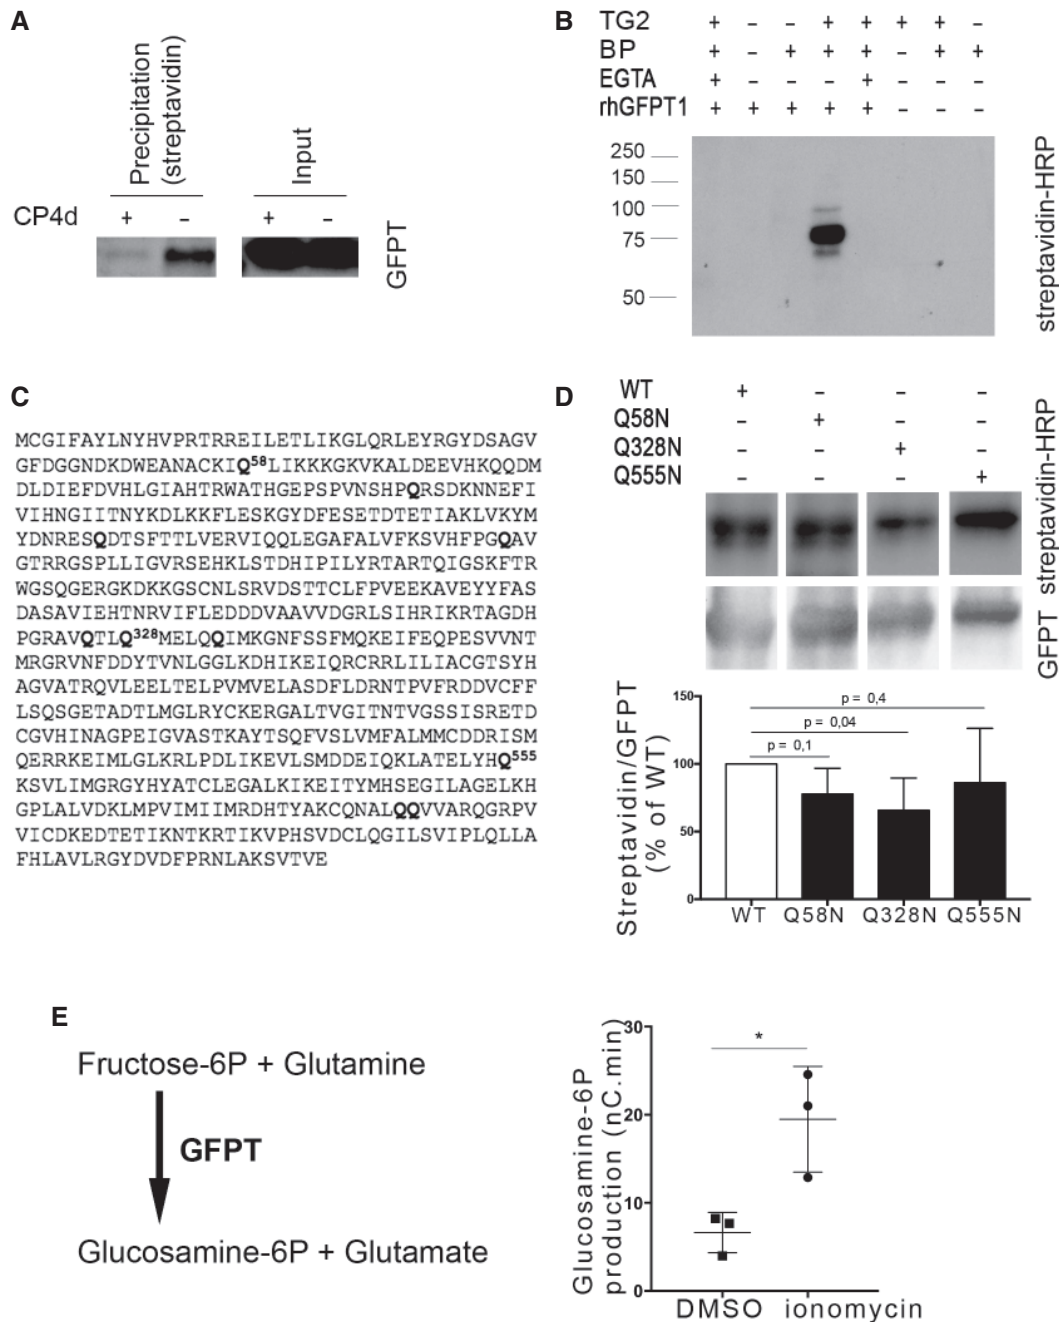 A
Precipitation
(streptavidin)
Input
CP4d + − + −
GFPT
B
TG2 + − − + + + + −
BP + − + + + − + +
EGTA + − − − + − − −
rhGFPT1 + + + + + − − −
250
150
100
75
50
streptavidin-HRP
C
MCGIFAYLNYHVPRTRREILETLIKGLQRLEYRGYDSAGV
GFDGGNDKDWEANACKIQ58LIKKKGKVKALDEEVHKQQDM
DLDIEFDVHLGIAHTRWATHGEPSPVNSHPQRSDKNNEFI
VIHNGIITNYKDLKKFLESKGYDFESETDTETIAKLVKYM
YDNRESQDTSFTTLVERVIQQLEGAFALVFKSVHFPGQAV
GTRRGSPLLIGVRSEHKLSTDHIPILYRTARTQIGSKFTR
WGSQGERGKDKKGSCNLSRVDSTTCLFPVEEKAVEYYFAS
DASAVIEHTNRVIFLEDDDVAAVVDGRLSIHRIKRTAGDH
PGRAVQTLQ328MELQQIMKGNFSSFMQKEIFEQPESVVNT
MRGRVNFDDYTVNLGGLKDHIKEIQRCRRLILIACGTSYH
AGVATRQVLEELTELPVMVELASDFLDRNTPVFRDDVCFF
LSQSGETADTLMGLRYCKERGALTVGITNTVGSSISRETD
CGVHINAGPEIGVASTKAYTSQFVSLVMFALMMCDDRISM
QERRKEIMLGLKRLPDLIKEVLSMDDEIQKLATELYHQ555
KSVLIMGRGYHYATCLEGALKIKEITYMHSEGILAGELKH
GPLALVDKLMPVIMIIMRDHTYAKCQNALQQVVARQGRPV
VICDKEDTETIKNTKRTIKVPHSVDCLQGILSVIPLQLLA
FHLAVLRGYDVDFPRNLAKSVTVE
D
WT + − − −
Q58N − + − −
Q328N − − + −
Q555N − − − +
streptavidin-HRP
GFPT
Streptavidin/GFPT
(% of WT)
150
100
50
0
p = 0,4
p = 0,04
p = 0,1
WT Q58N Q328N Q555N
E
Fructose-6P + Glutamine
GFPT
Glucosamine-6P + Glutamate
Glucosamine-6P
production (nC.min)
30
20
10
0
*
DMSO ionomycin